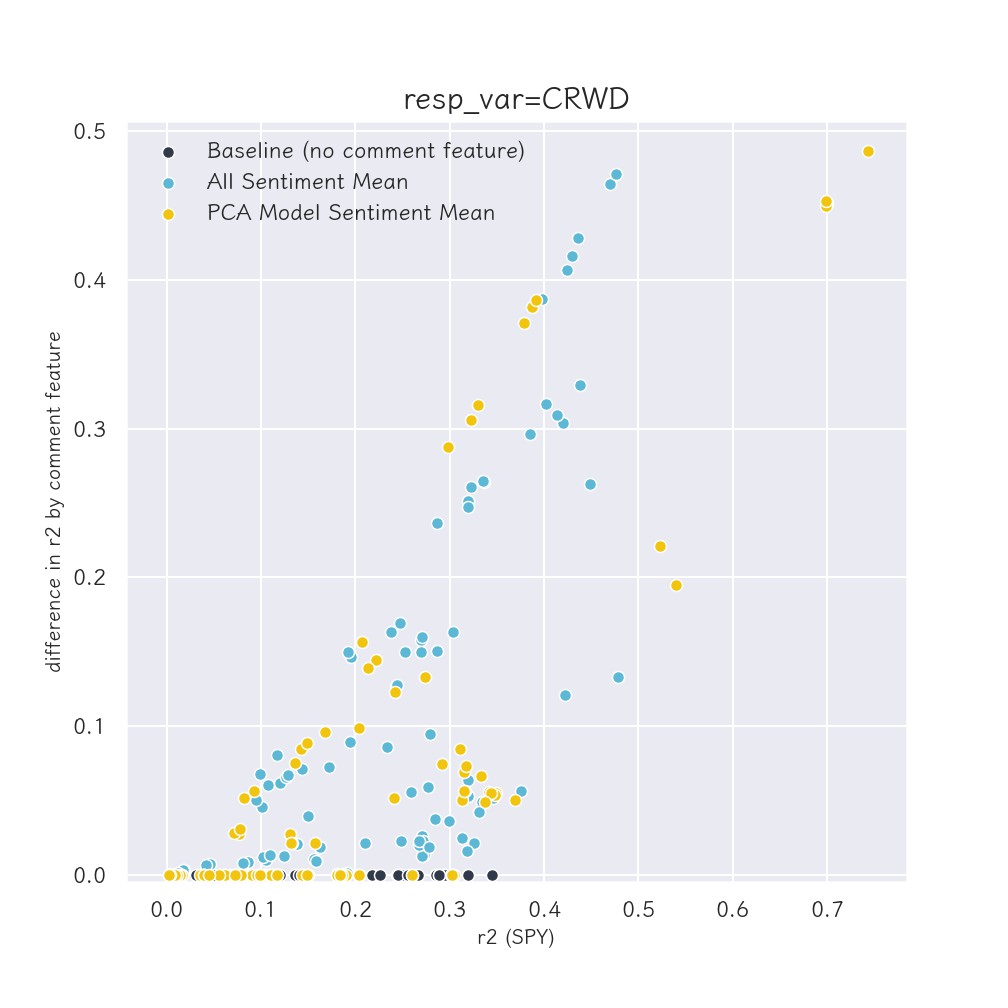 resp_var=CRWD
Baseline (no comment feature)
All Sentiment Mean
PCA Model Sentiment Mean
difference in r2 by comment feature
0.5
0.4
0.3
0.2
0.1
0.0
0.0 0.1 0.2 0.3 0.4 0.5 0.6 0.7
r2 (SPY)